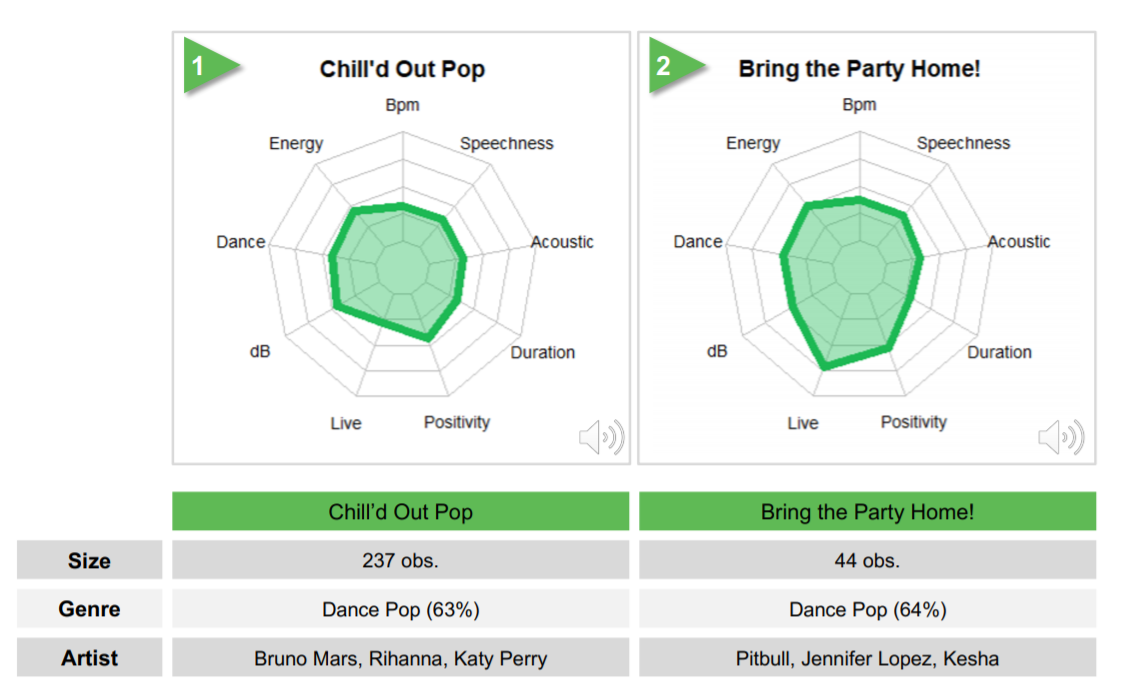 1
Chill'd Out Pop
Bpm
Energy
Speechness
Dance
Acoustic
dB
Duration
Live
Positivity
2
Bring the Party Home!
Bpm
Energy
Speechness
Dance
Acoustic
dB
Duration
Live
Positivity
Chill’d Out Pop
Bring the Party Home!
Size
237 obs.
44 obs.
Genre
Dance Pop (63%)
Dance Pop (64%)
Artist
Bruno Mars, Rihanna, Katy Perry
Pitbull, Jennifer Lopez, Kesha